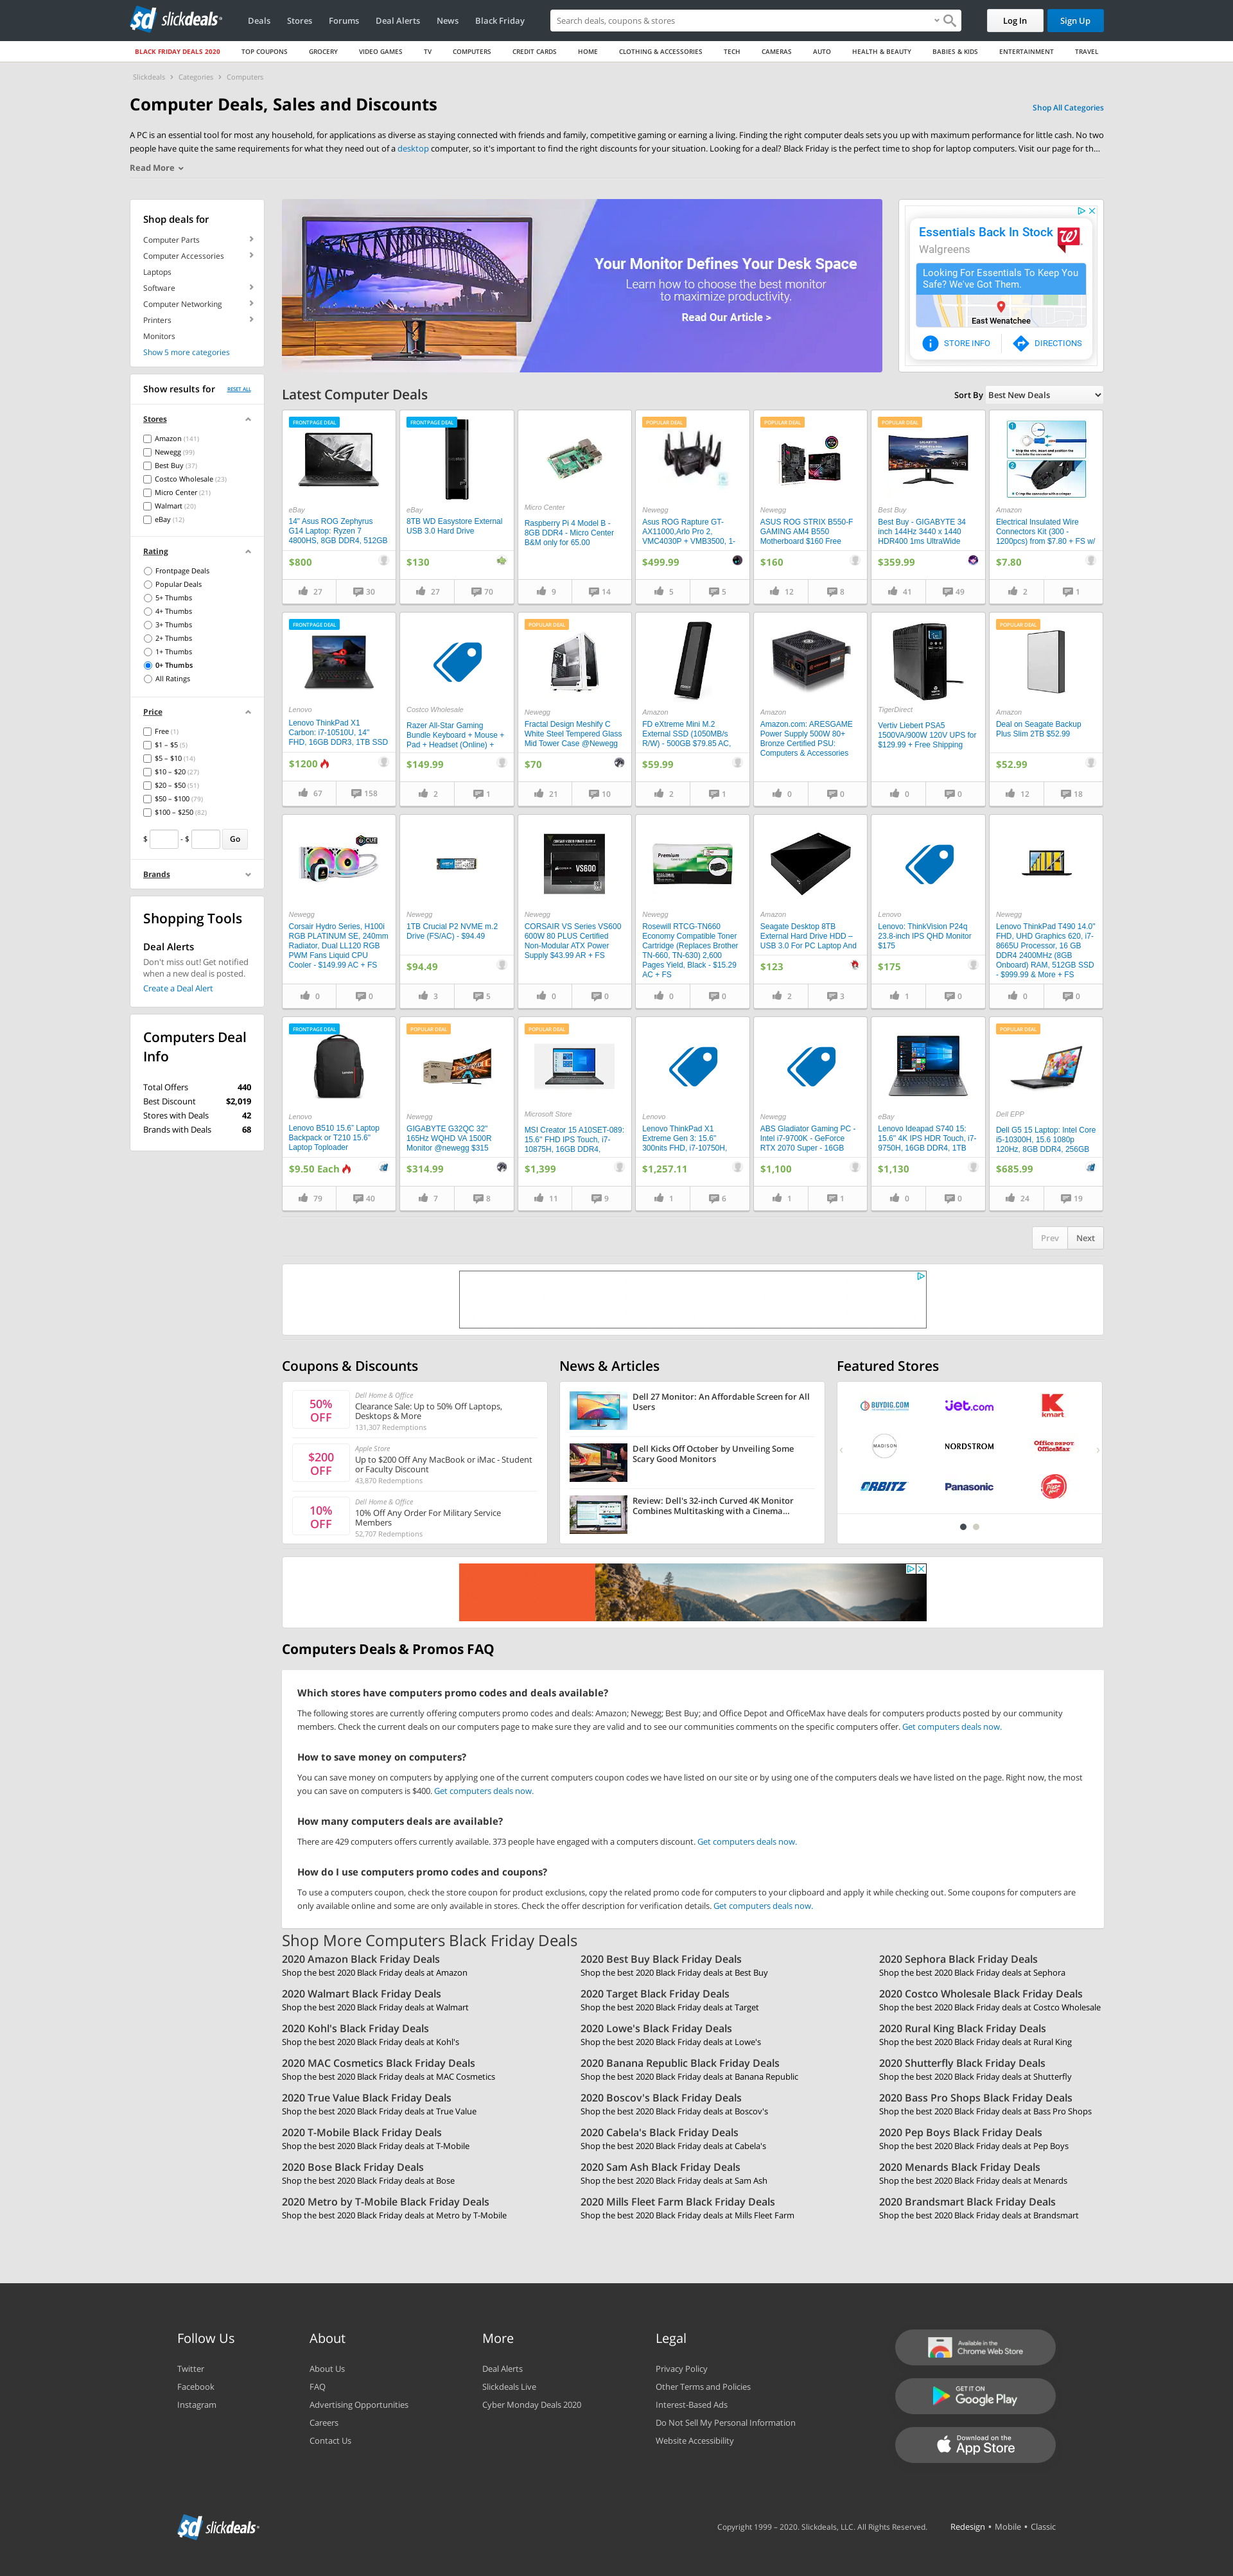 slickdeals
Deals
Stores
Forums
Deal Alerts
News
Black Friday
Search deals, coupons & stores
Log In
Sign Up
BLACK FRIDAY DEALS 2020
TOP COUPONS
GROCERY
VIDEO GAMES
TV
COMPUTERS
CREDIT CARDS
HOME
CLOTHING & ACCESSORIES
TECH
CAMERAS
AUTO
HEALTH & BEAUTY
BABIES & KIDS
ENTERTAINMENT
TRAVEL
Slickdeals > Categories > Computers
Computer Deals, Sales and Discounts
Shop All Categories
A PC is an essential tool for most any household, for applications as diverse as staying connected with friends and family, competitive gaming or earning a living. Finding the right computer deals sets you up with maximum performance for little cash. No two
people have quite the same requirements for what they need out of a desktop computer, so it's important to find the right discounts for your situation. Looking for a deal? Black Friday is the perfect time to shop for laptop computers. Visit our page for th...
Read More
Shop deals for
Computer Parts
Computer Accessories
Laptops
Software
Computer Networking
Printers
Monitors
Show 5 more categories
Show results for
RESET ALL
Stores
Amazon (141)
Newegg (99)
Best Buy (37)
Costco Wholesale (23)
Micro Center (21)
Walmart (20)
eBay (12)
Rating
Frontpage Deals
Popular Deals
5+ Thumbs
4+ Thumbs
3+ Thumbs
2+ Thumbs
1+ Thumbs
0+ Thumbs
All Ratings
Price
Free (1)
$1 – $5 (5)
$5 – $10 (14)
$10 – $20 (27)
$20 – $50 (51)
$50 – $100 (79)
$100 – $250 (82)
$ - $ Go
Brands
Shopping Tools
Deal Alerts
Don't miss out! Get notified
when a new deal is posted.
Create a Deal Alert
Computers Deal
Info
Total Offers 440
Best Discount $2,019
Stores with Deals 42
Brands with Deals 68
Your Monitor Defines Your Desk Space
Learn how to choose the best monitor
to maximize productivity.
Read Our Article >
Essentials Back In Stock
Walgreens
Looking For Essentials To Keep You
Safe? We've Got Them.
East Wenatchee
STORE INFO
DIRECTIONS
Latest Computer Deals
Sort By Best New Deals
FRONTPAGE DEAL
eBay
14" Asus ROG Zephyrus
G14 Laptop: Ryzen 7
4800HS, 8GB DDR4, 512GB
$800
27 30
FRONTPAGE DEAL
eBay
8TB WD Easystore External
USB 3.0 Hard Drive
$130
27 70
Micro Center
Raspberry Pi 4 Model B -
8GB DDR4 - Micro Center
B&M only for 65.00
9 14
POPULAR DEAL
Newegg
Asus ROG Rapture GT-
AX11000,Arlo Pro 2,
VMC4030P + VMB3500, 1-
$499.99
5 5
POPULAR DEAL
Newegg
ASUS ROG STRIX B550-F
GAMING AM4 B550
Motherboard $160 Free
$160
12 8
POPULAR DEAL
Best Buy
Best Buy - GIGABYTE 34
inch 144Hz 3440 x 1440
HDR400 1ms UltraWide
$359.99
41 49
Amazon
Electrical Insulated Wire
Connectors Kit (300 -
1200pcs) from $7.80 + FS w/
$7.80
2 1
FRONTPAGE DEAL
Lenovo
Lenovo ThinkPad X1
Carbon: i7-10510U, 14"
FHD, 16GB DDR3, 1TB SSD
$1200
67 158
Costco Wholesale
Razer All-Star Gaming
Bundle Keyboard + Mouse +
Pad + Headset (Online) +
$149.99
2 1
POPULAR DEAL
Newegg
Fractal Design Meshify C
White Steel Tempered Glass
Mid Tower Case @Newegg
$70
21 10
Amazon
FD eXtreme Mini M.2
External SSD (1050MB/s
R/W) - 500GB $79.85 AC,
$59.99
2 1
Amazon
Amazon.com: ARESGAME
Power Supply 500W 80+
Bronze Certified PSU:
Computers & Accessories
0 0
TigerDirect
Vertiv Liebert PSA5
1500VA/900W 120V UPS for
$129.99 + Free Shipping
0 0
POPULAR DEAL
Amazon
Deal on Seagate Backup
Plus Slim 2TB $52.99
$52.99
12 18
Newegg
Corsair Hydro Series, H100i
RGB PLATINUM SE, 240mm
Radiator, Dual LL120 RGB
PWM Fans Liquid CPU
Cooler - $149.99 AC + FS
0 0
Newegg
1TB Crucial P2 NVME m.2
Drive (FS/AC) - $94.49
$94.49
3 5
VS600
Newegg
CORSAIR VS Series VS600
600W 80 PLUS Certified
Non-Modular ATX Power
Supply $43.99 AR + FS
0 0
Premium
Newegg
Rosewill RTCG-TN660
Economy Compatible Toner
Cartridge (Replaces Brother
TN-660, TN-630) 2,600
Pages Yield, Black - $15.29
AC + FS
0 0
Amazon
Seagate Desktop 8TB
External Hard Drive HDD –
USB 3.0 For PC Laptop And
$123
2 3
Lenovo
Lenovo: ThinkVision P24q
23.8-inch IPS QHD Monitor
$175
$175
1 0
Newegg
Lenovo ThinkPad T490 14.0"
FHD, UHD Graphics 620, i7-
8665U Processor, 16 GB
DDR4 2400MHz (8GB
Onboard) RAM, 512GB SSD
- $999.99 & More + FS
0 0
FRONTPAGE DEAL
Lenovo
Lenovo B510 15.6" Laptop
Backpack or T210 15.6"
Laptop Toploader
$9.50 Each
79 40
POPULAR DEAL
Newegg
GIGABYTE G32QC 32"
165Hz WQHD VA 1500R
Monitor @newegg $315
$314.99
7 8
POPULAR DEAL
Microsoft Store
MSI Creator 15 A10SET-089:
15.6" FHD IPS Touch, i7-
10875H, 16GB DDR4,
$1,399
11 9
Lenovo
Lenovo ThinkPad X1
Extreme Gen 3: 15.6"
300nits FHD, i7-10750H,
$1,257.11
1 6
Newegg
ABS Gladiator Gaming PC -
Intel i7-9700K - GeForce
RTX 2070 Super - 16GB
$1,100
1 1
eBay
Lenovo Ideapad S740 15:
15.6" 4K IPS HDR Touch, i7-
9750H, 16GB DDR4, 1TB
$1,130
0 0
POPULAR DEAL
Dell EPP
Dell G5 15 Laptop: Intel Core
i5-10300H, 15.6 1080p
120Hz, 8GB DDR4, 256GB
$685.99
24 19
Prev
Next
Coupons & Discounts
50%
OFF
Dell Home & Office
Clearance Sale: Up to 50% Off Laptops,
Desktops & More
131,307 Redemptions
$200
OFF
Apple Store
Up to $200 Off Any MacBook or iMac - Student
or Faculty Discount
43,870 Redemptions
10%
OFF
Dell Home & Office
10% Off Any Order For Military Service
Members
52,707 Redemptions
News & Articles
Dell 27 Monitor: An Affordable Screen for All
Users
Dell Kicks Off October by Unveiling Some
Scary Good Monitors
Review: Dell's 32-inch Curved 4K Monitor
Combines Multitasking with a Cinema...
Featured Stores
BUYDIG.COM
jet.com
kmart
MADISON
NORDSTROM
Office DEPOT
OfficeMax
ORBITZ
Panasonic
Pizza Hut
Computers Deals & Promos FAQ
Which stores have computers promo codes and deals available?
The following stores are currently offering computers promo codes and deals: Amazon; Newegg; Best Buy; and Office Depot and OfficeMax have deals for computers products posted by our community
members. Check the current deals on our computers page to make sure they are valid and to see our communities comments on the specific computers offer. Get computers deals now.
How to save money on computers?
You can save money on computers by applying one of the current computers coupon codes we have listed on our site or by using one of the computers deals we have listed on the page. Right now, the most
you can save on computers is $400. Get computers deals now.
How many computers deals are available?
There are 429 computers offers currently available. 373 people have engaged with a computers discount. Get computers deals now.
How do I use computers promo codes and coupons?
To use a computers coupon, check the store coupon for product exclusions, copy the related promo code for computers to your clipboard and apply it while checking out. Some coupons for computers are
only available online and some are only available in stores. Check the offer description for verification details. Get computers deals now.
Shop More Computers Black Friday Deals
2020 Amazon Black Friday Deals
Shop the best 2020 Black Friday deals at Amazon
2020 Best Buy Black Friday Deals
Shop the best 2020 Black Friday deals at Best Buy
2020 Sephora Black Friday Deals
Shop the best 2020 Black Friday deals at Sephora
2020 Walmart Black Friday Deals
Shop the best 2020 Black Friday deals at Walmart
2020 Target Black Friday Deals
Shop the best 2020 Black Friday deals at Target
2020 Costco Wholesale Black Friday Deals
Shop the best 2020 Black Friday deals at Costco Wholesale
2020 Kohl's Black Friday Deals
Shop the best 2020 Black Friday deals at Kohl's
2020 Lowe's Black Friday Deals
Shop the best 2020 Black Friday deals at Lowe's
2020 Rural King Black Friday Deals
Shop the best 2020 Black Friday deals at Rural King
2020 MAC Cosmetics Black Friday Deals
Shop the best 2020 Black Friday deals at MAC Cosmetics
2020 Banana Republic Black Friday Deals
Shop the best 2020 Black Friday deals at Banana Republic
2020 Shutterfly Black Friday Deals
Shop the best 2020 Black Friday deals at Shutterfly
2020 True Value Black Friday Deals
Shop the best 2020 Black Friday deals at True Value
2020 Boscov's Black Friday Deals
Shop the best 2020 Black Friday deals at Boscov's
2020 Bass Pro Shops Black Friday Deals
Shop the best 2020 Black Friday deals at Bass Pro Shops
2020 T-Mobile Black Friday Deals
Shop the best 2020 Black Friday deals at T-Mobile
2020 Cabela's Black Friday Deals
Shop the best 2020 Black Friday deals at Cabela's
2020 Pep Boys Black Friday Deals
Shop the best 2020 Black Friday deals at Pep Boys
2020 Bose Black Friday Deals
Shop the best 2020 Black Friday deals at Bose
2020 Sam Ash Black Friday Deals
Shop the best 2020 Black Friday deals at Sam Ash
2020 Menards Black Friday Deals
Shop the best 2020 Black Friday deals at Menards
2020 Metro by T-Mobile Black Friday Deals
Shop the best 2020 Black Friday deals at Metro by T-Mobile
2020 Mills Fleet Farm Black Friday Deals
Shop the best 2020 Black Friday deals at Mills Fleet Farm
2020 Brandsmart Black Friday Deals
Shop the best 2020 Black Friday deals at Brandsmart
Follow Us
Twitter
Facebook
Instagram
About
About Us
FAQ
Advertising Opportunities
Careers
Contact Us
More
Deal Alerts
Slickdeals Live
Cyber Monday Deals 2020
Legal
Privacy Policy
Other Terms and Policies
Interest-Based Ads
Do Not Sell My Personal Information
Website Accessibility
Available in the
Chrome Web Store
GET IT ON
Google Play
Download on the
App Store
slickdeals
Copyright 1999 – 2020. Slickdeals, LLC. All Rights Reserved.
Redesign • Mobile • Classic